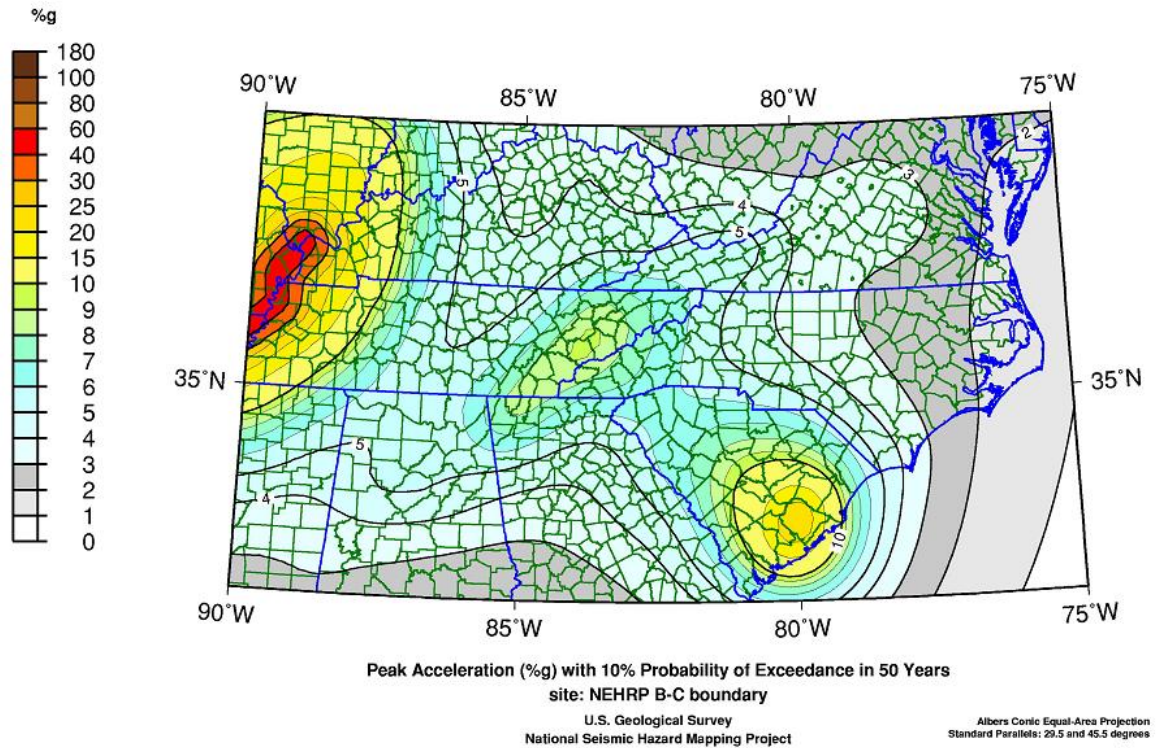 %g
180
100
80
60
40
30
25
20
15
10
9
8
7
6
5
4
3
2
1
0
90˚W
85˚W
80˚W
75˚W
2
3
5
4
5
35˚N
35˚N
5
4
10
90˚W
85˚W
80˚W
75˚W
Peak Acceleration (%g) with 10% Probability of Exceedance in 50 Years
site: NEHRP B-C boundary
U.S. Geological Survey
National Seismic Hazard Mapping Project
Albers Conic Equal-Area Projection
Standard Parallels: 29.5 and 45.5 degrees